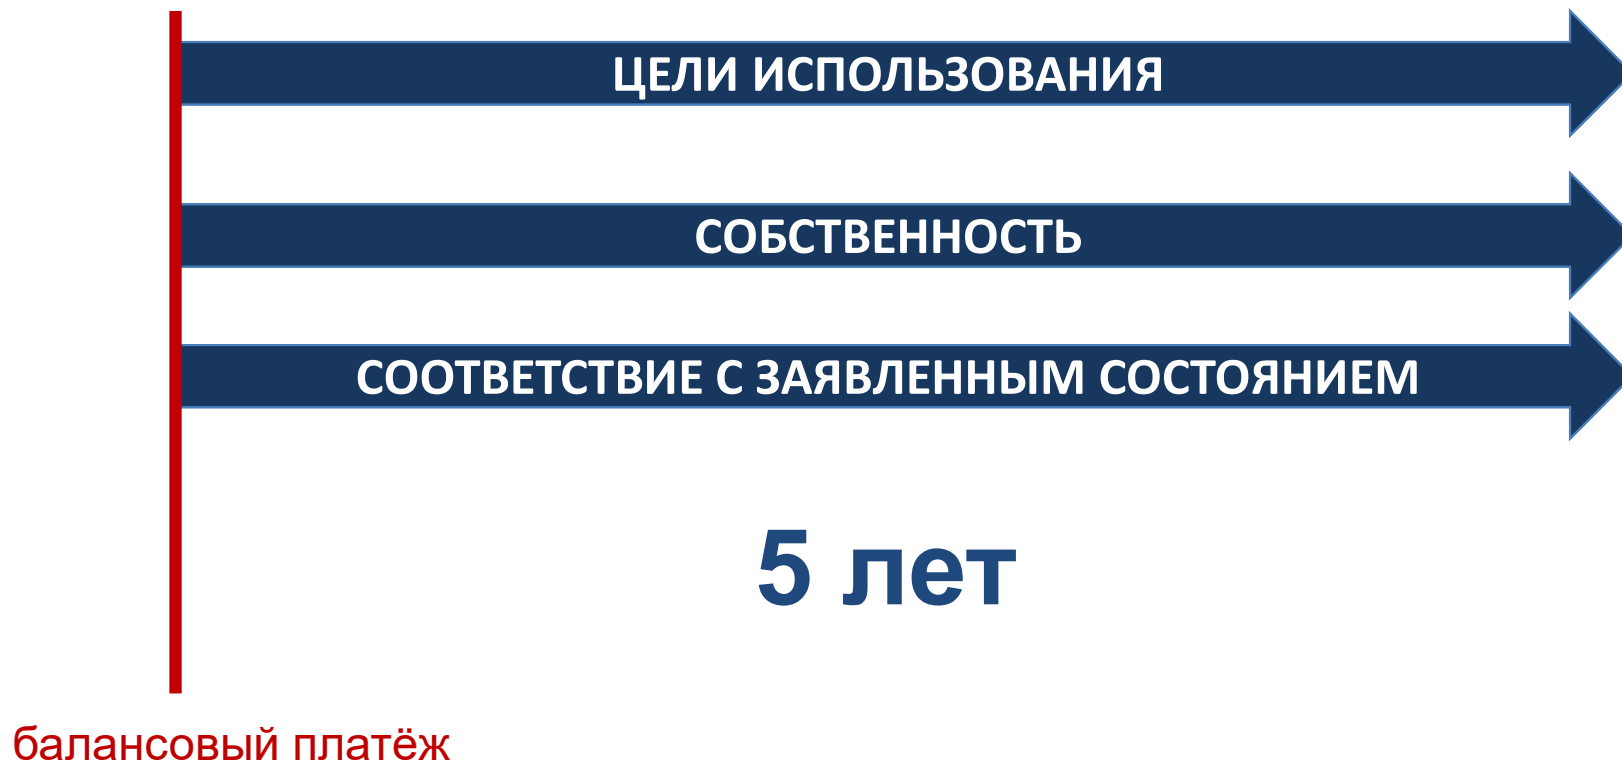 ЦЕЛИ ИСПОЛЬЗОВАНИЯ
СОБСТВЕННОСТЬ
СООТВЕТСТВИЕ С ЗАЯВЛЕННЫМ СОСТОЯНИЕМ
5 лет
балансовый платёж